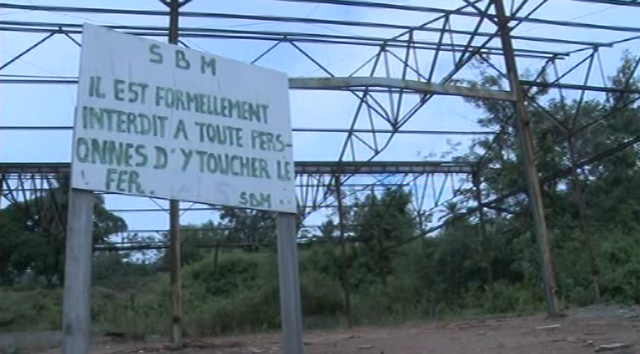 SBM
IL EST FORMELLEMENT
INTERDIT A TOUTE PERS-
ONNES D'Y TOUCHER LE
FER..
SBM.